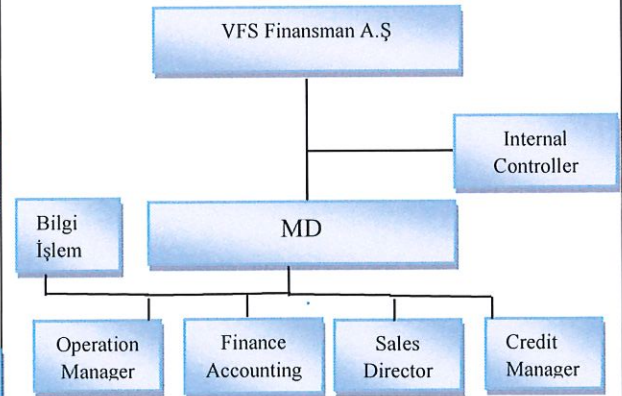 VFS Finansman A.Ş
Internal
Controller
Bilgi
İşlem
MD
Operation
Manager
Finance
Accounting
Sales
Director
Credit
Manager